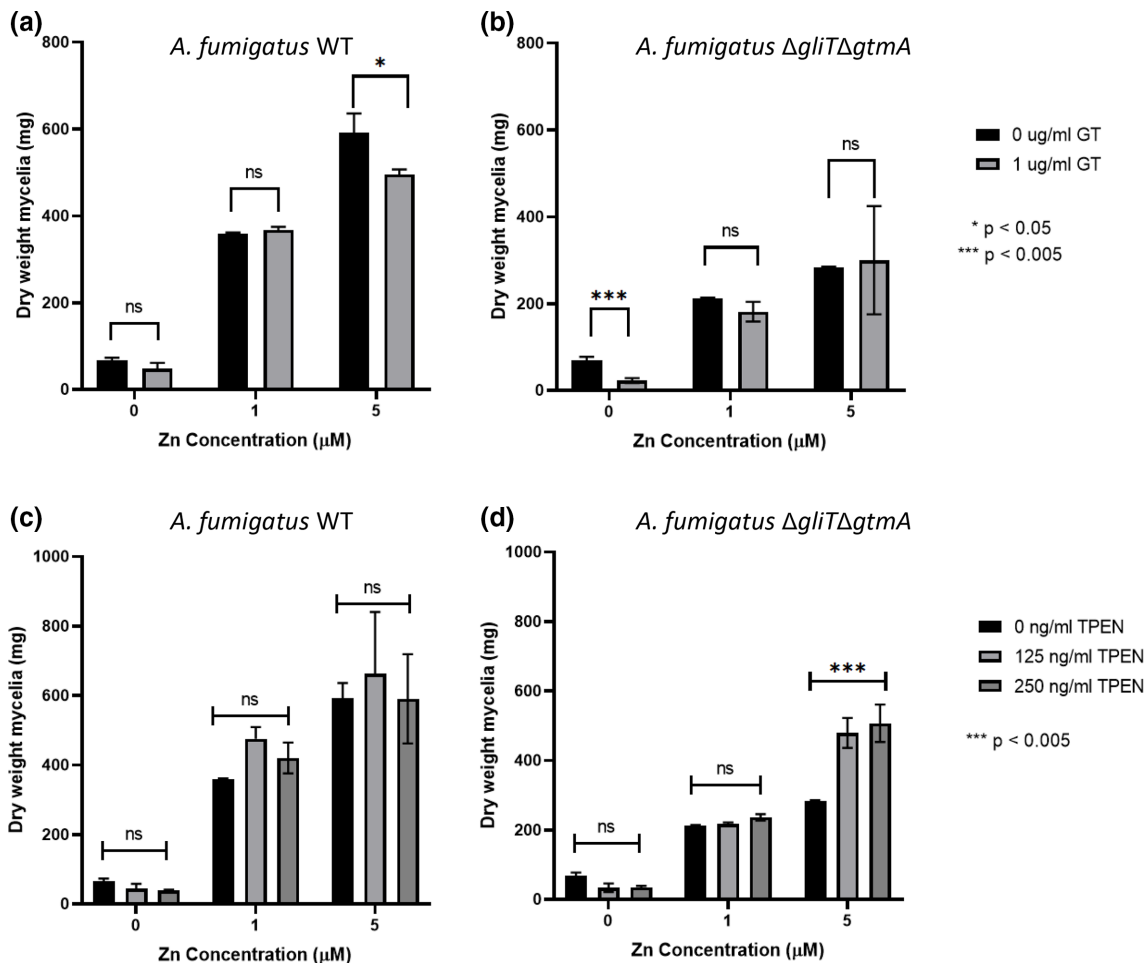 (a)
A. fumigatus WT
800
600
400
200
0
Dry weight mycelia (mg)
ns
ns
*
0 1 5
Zn Concentration (μM)
(b)
A. fumigatus ΔgliTΔgtmA
800
600
400
200
0
Dry weight mycelia (mg)
***
ns
ns
0 1 5
Zn Concentration (μM)
0 ug/ml GT
1 ug/ml GT
* p < 0.05
*** p < 0.005
(c)
A. fumigatus WT
1000
800
600
400
200
0
Dry weight mycelia (mg)
ns
ns
ns
0 1 5
Zn Concentration (μM)
(d)
A. fumigatus ΔgliTΔgtmA
1000
800
600
400
200
0
Dry weight mycelia (mg)
ns
ns
***
0 1 5
Zn Concentration (μM)
0 ng/ml TPEN
125 ng/ml TPEN
250 ng/ml TPEN
*** p < 0.005